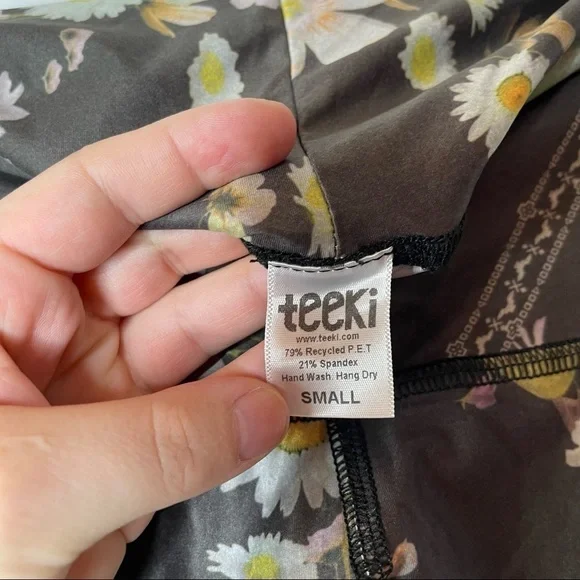 teeki
www.teeki.com
79% Recycled P.E.T
21% Spandex
Hand Wash. Hang Dry
SMALL